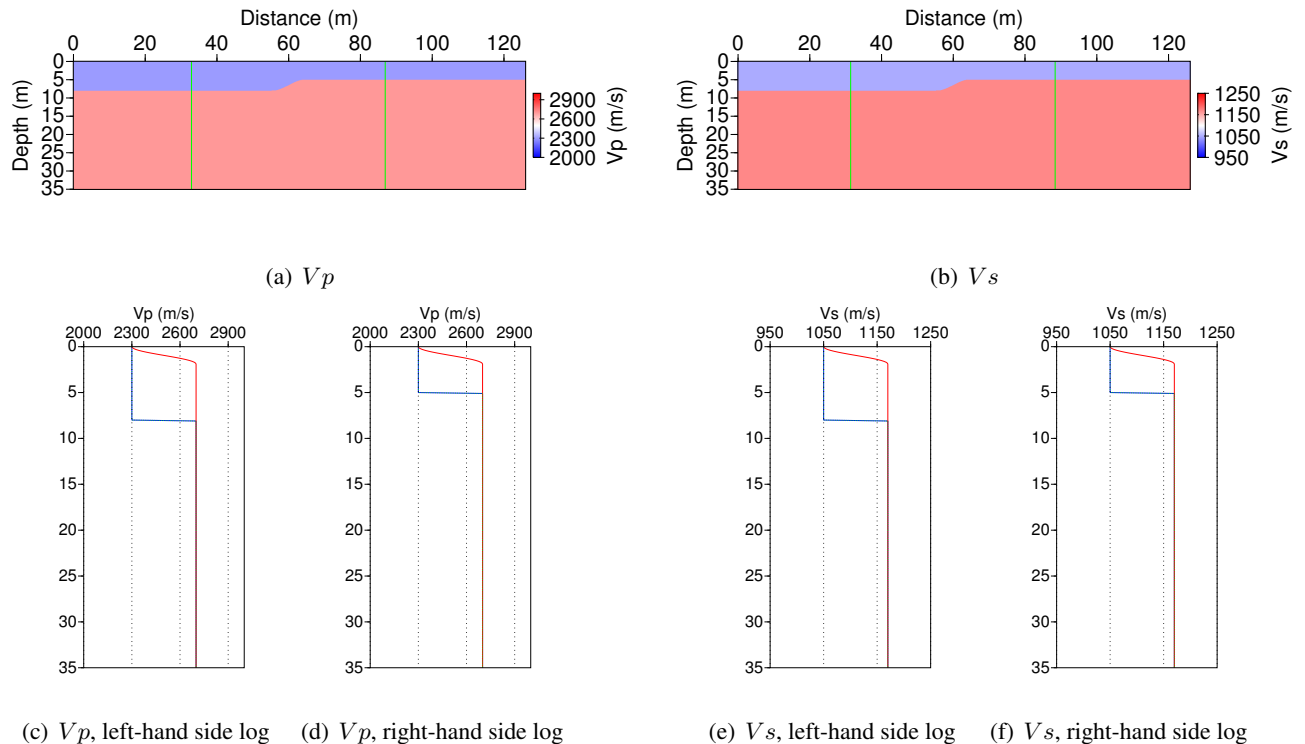 Distance (m)
0 20 40 60 80 100 120
0
5
10
15
20
25
30
35
Depth (m)
2900
2600
2300
2000
Vp (m/s)
Distance (m)
0 20 40 60 80 100 120
0
5
10
15
20
25
30
35
Depth (m)
1250
1150
1050
950
Vs (m/s)
(a) Vp
(b) Vs
Vp (m/s)
2000 2300 2600 2900
0
5
10
15
20
25
30
35
Vp (m/s)
2000 2300 2600 2900
0
5
10
15
20
25
30
35
Vs (m/s)
950 1050 1150 1250
0
5
10
15
20
25
30
35
Vs (m/s)
950 1050 1150 1250
0
5
10
15
20
25
30
35
(c) Vp, left-hand side log
(d) Vp, right-hand side log
(e) Vs, left-hand side log
(f) Vs, right-hand side log